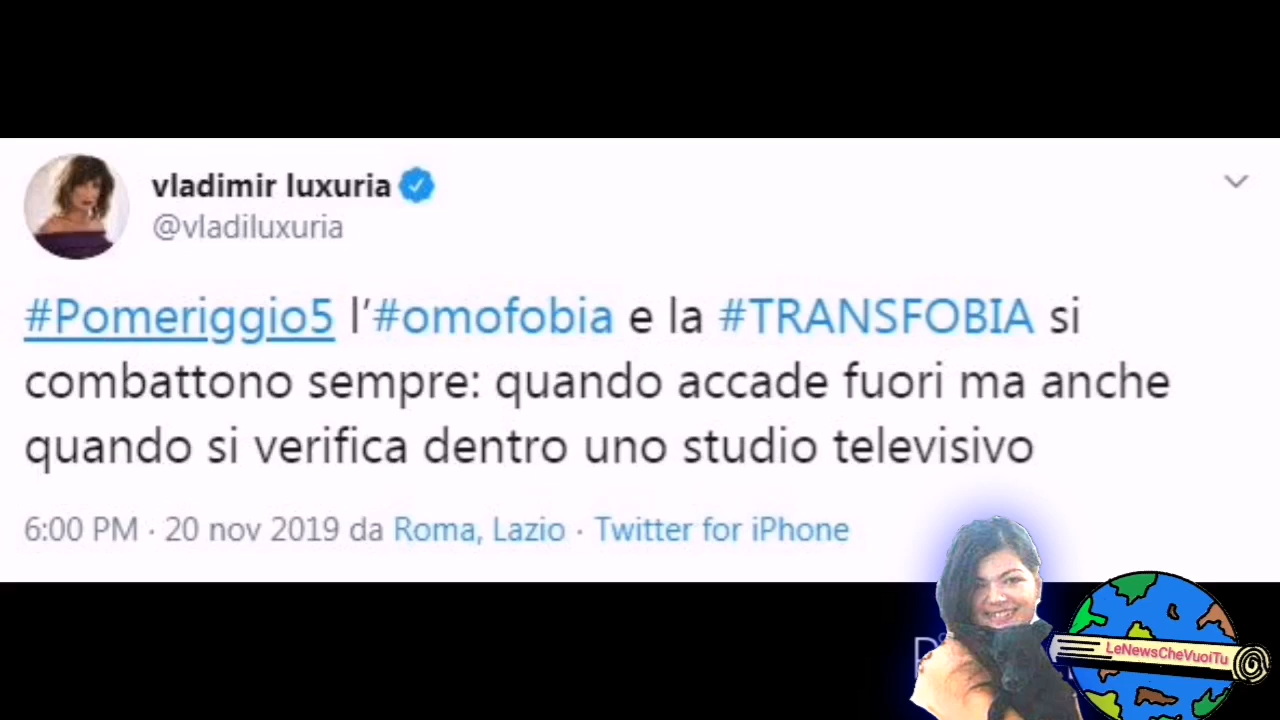 vladimir luxuria
@vladiluxuria
#Pomeriggio5 l’#omofobia e la #TRANSFOBIA si
combattono sempre: quando accade fuori ma anche
quando si verifica dentro uno studio televisivo
6:00 PM · 20 nov 2019 da Roma, Lazio · Twitter for iPhone
LeNewsCheVuoiTu